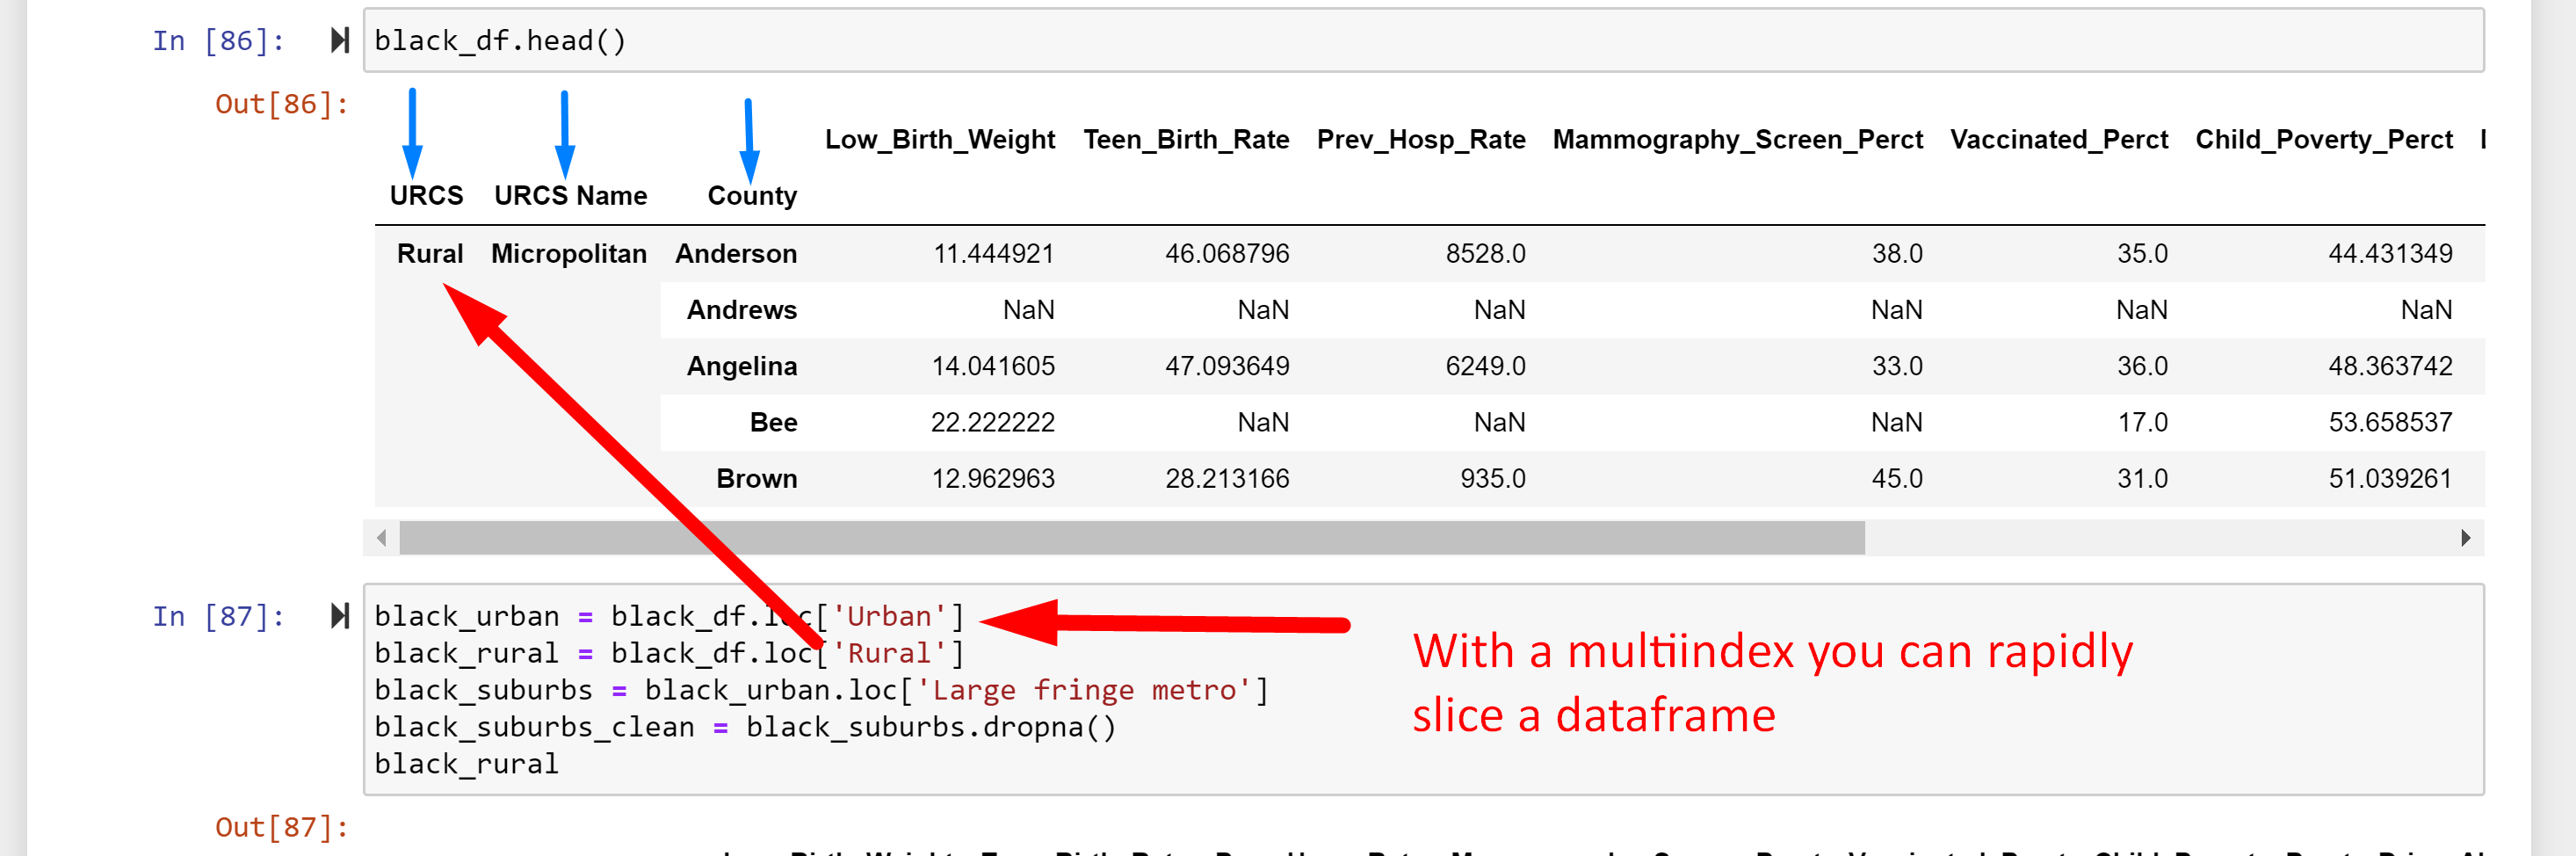 In [86]: black_df.head()
Out[86]:
Low_Birth_Weight Teen_Birth_Rate Prev_Hosp_Rate Mammography_Screen_Perct Vaccinated_Perct Child_Poverty_Perct
URCS URCS Name County
Rural Micropolitan Anderson 11.444921 46.068796 8528.0 38.0 35.0 44.431349
Andrews NaN NaN NaN NaN NaN NaN
Angelina 14.041605 47.093649 6249.0 33.0 36.0 48.363742
Bee 22.222222 NaN NaN NaN 17.0 53.658537
Brown 12.962963 28.213166 935.0 45.0 31.0 51.039261
In [87]: black_urban = black_df.loc['Urban']
black_rural = black_df.loc['Rural']
black_suburbs = black_urban.loc['Large fringe metro']
black_suburbs_clean = black_suburbs.dropna()
black_rural
With a multiindex you can rapidly
slice a dataframe
Out[87]: